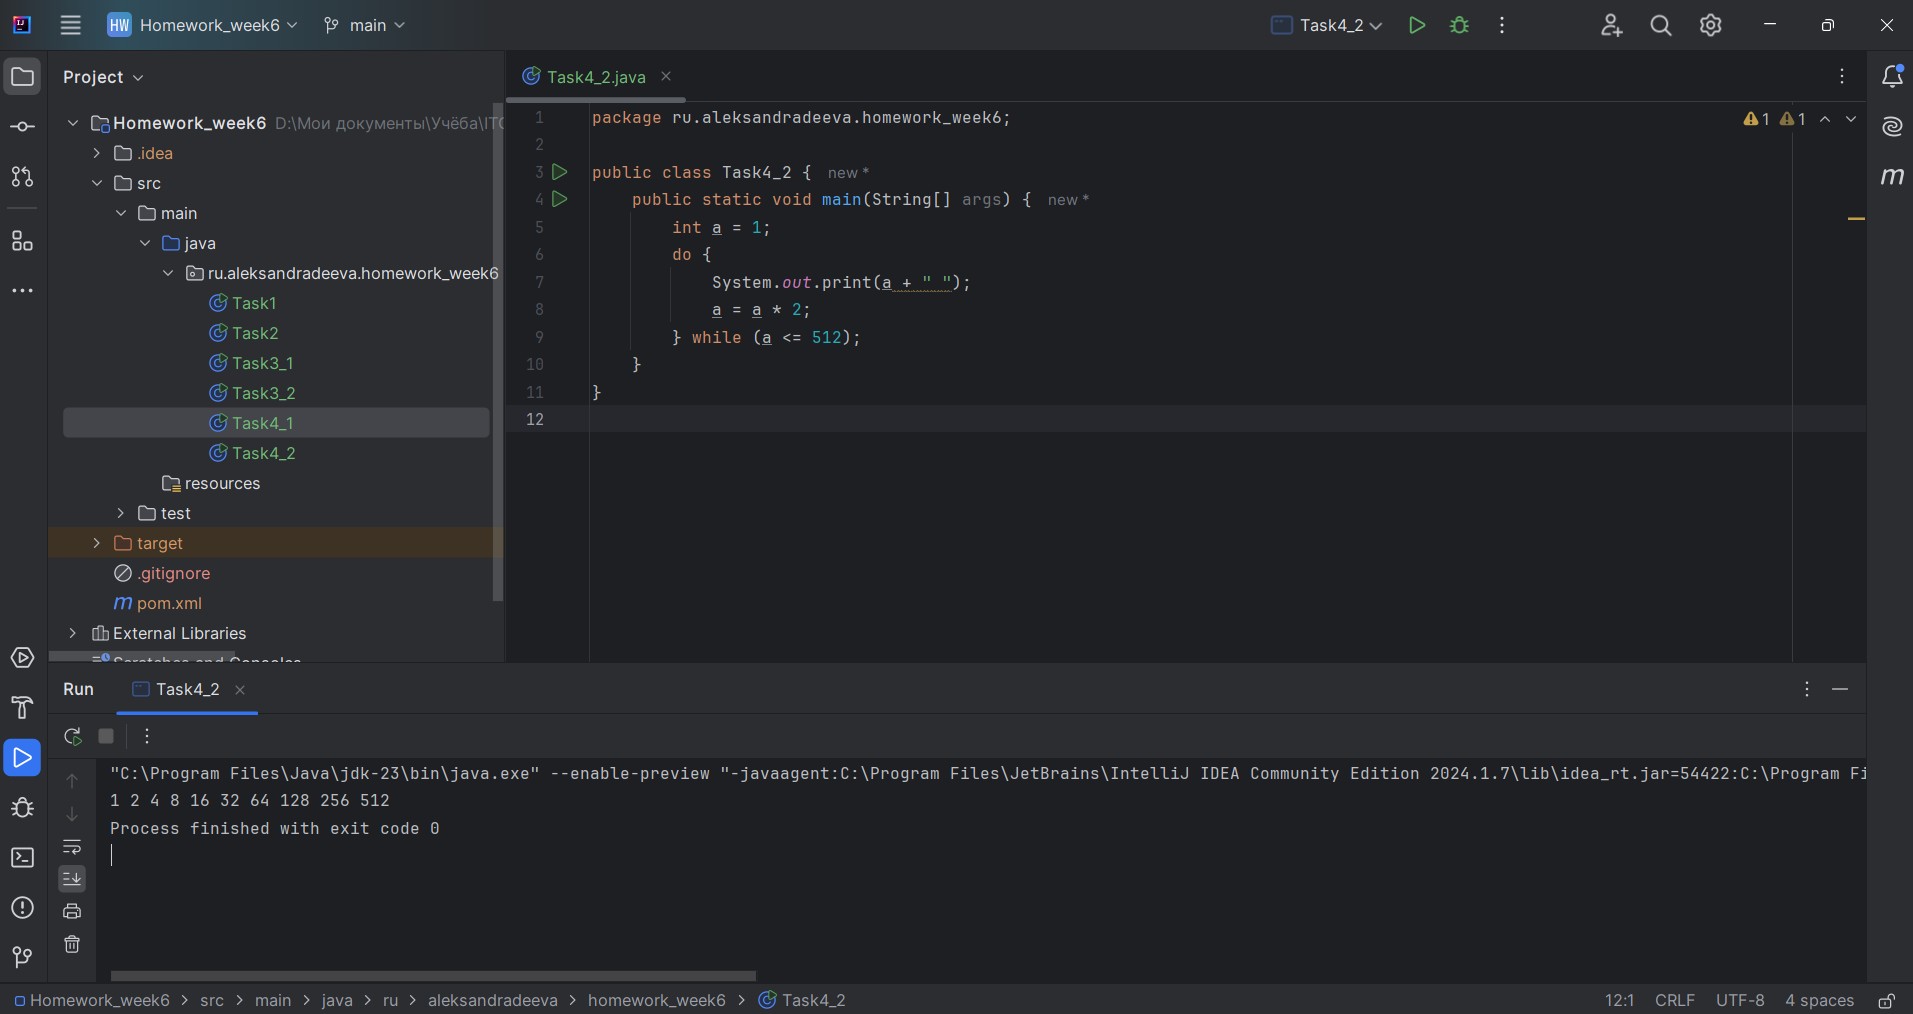 HW Homework_week6 main Task4_2
Project
Homework_week6 D:\Мои документы\Учёба\ITC
.idea
src
main
java
ru.aleksandradeeva.homework_week6
Task1
Task2
Task3_1
Task3_2
Task4_1
Task4_2
resources
test
target
.gitignore
m pom.xml
External Libraries
Scratches and Consoles
Task4_2.java
1 package ru.aleksandradeeva.homework_week6;
2
3 public class Task4_2 { new *
4 public static void main(String[] args) { new *
5 int a = 1;
6 do {
7 System.out.print(a + " ");
8 a = a * 2;
9 } while (a <= 512);
10 }
11 }
12
1 1
m
Run Task4_2
"C:\Program Files\Java\jdk-23\bin\java.exe" --enable-preview "-javaagent:C:\Program Files\JetBrains\IntelliJ IDEA Community Edition 2024.1.7\lib\idea_rt.jar=54422:C:\Program Fi
1 2 4 8 16 32 64 128 256 512
Process finished with exit code 0
Homework_week6 > src > main > java > ru > aleksandradeeva > homework_week6 > Task4_2 12:1 CRLF UTF-8 4 spaces